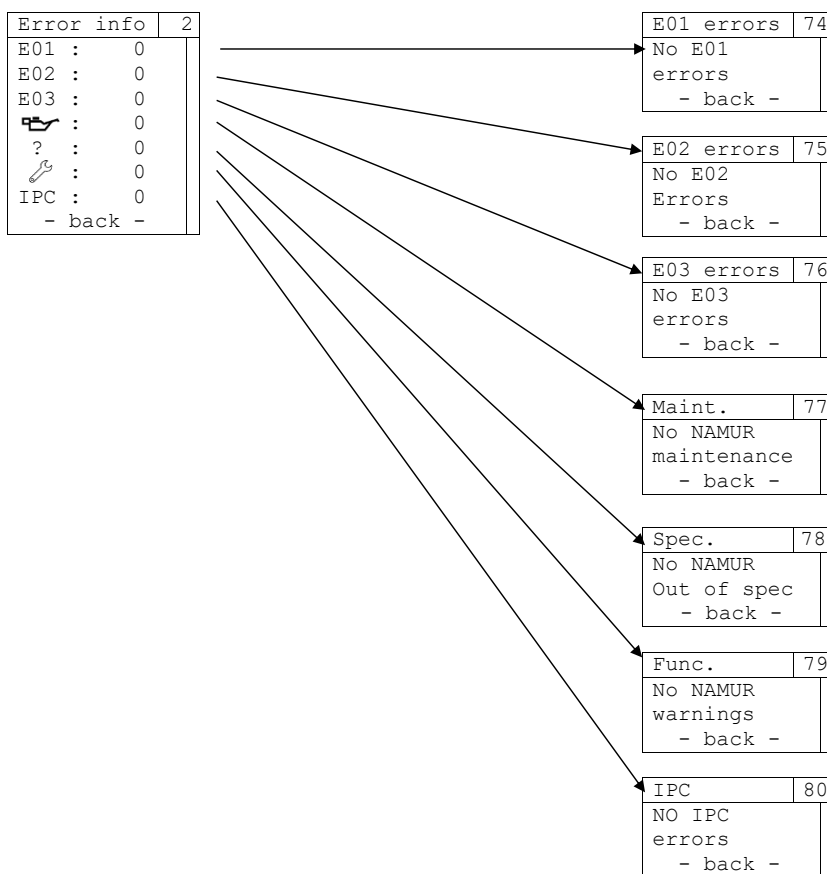 Error info 2
E01 : 0
E02 : 0
E03 : 0
: 0
? : 0
: 0
IPC : 0
- back -
E01 errors 74
No E01
errors
- back -
E02 errors 75
No E02
Errors
- back -
E03 errors 76
No E03
errors
- back -
Maint. 77
No NAMUR
maintenance
- back -
Spec. 78
No NAMUR
Out of spec
- back -
Func. 79
No NAMUR
warnings
- back -
IPC 80
NO IPC
errors
- back -